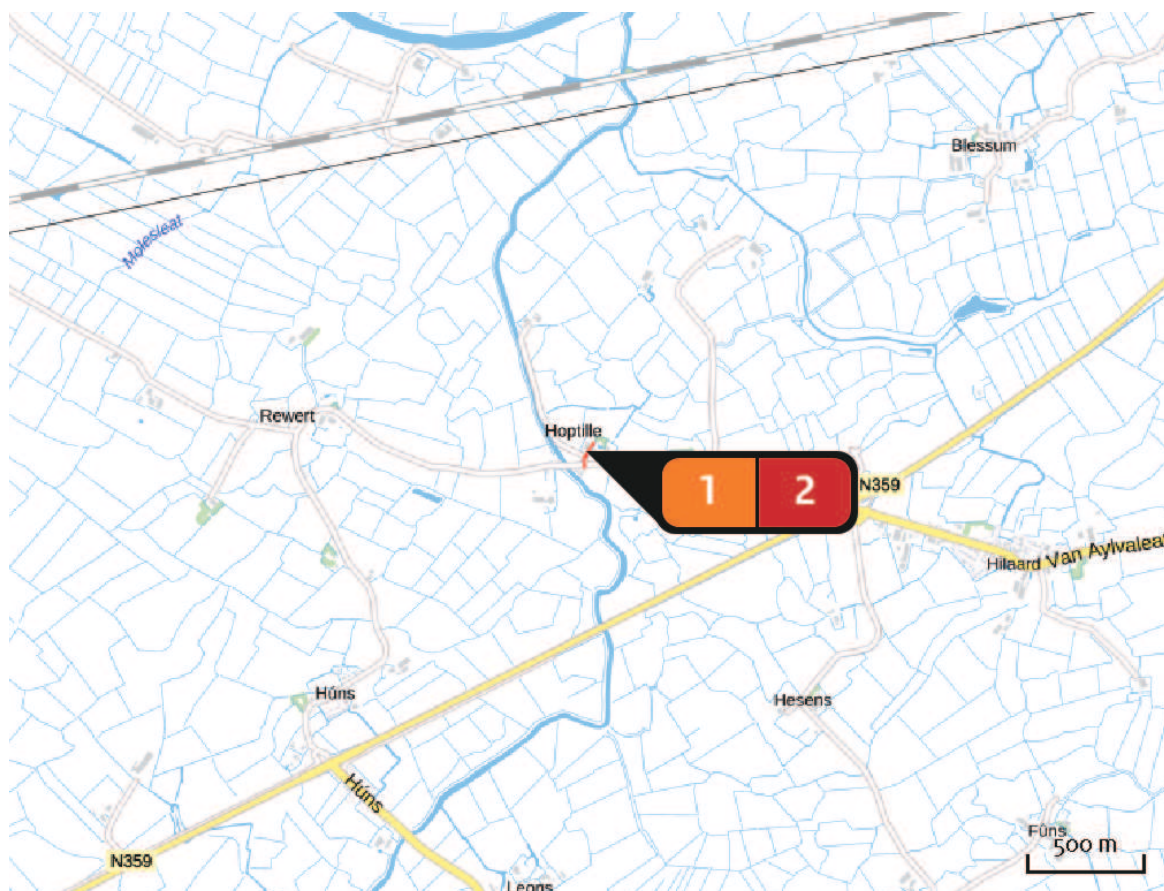 Blessum
Molesleat
Rewert
Hoptille
1 2
N359
Hilaard Van Aylvaleat
Húns
Hesens
Húns
Fûns
500 m
N359
Leons